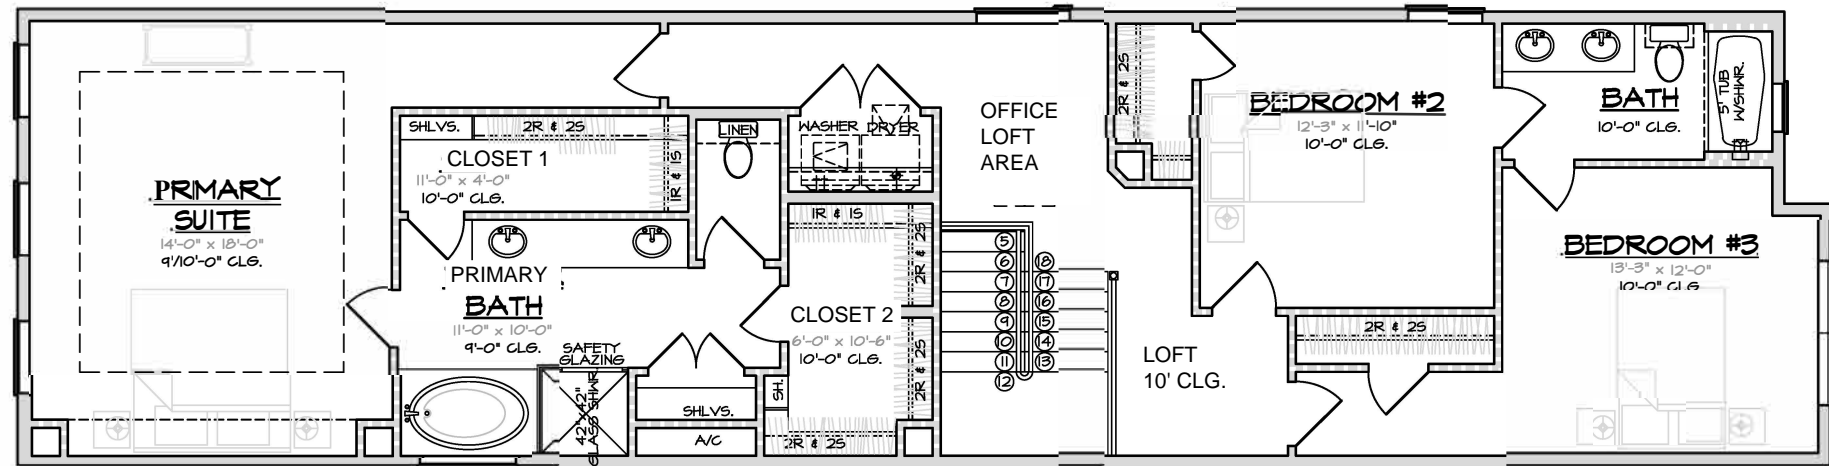 PRIMARY
SUITE
14'-0" x 18'-0"
9'/10'-0" CLG.
SHLVS.
2R & 2S
CLOSET 1
11'-0" x 4'-0"
10'-0" CLG.
1R & 1S
LINEN
WASHER
DRYER
PRIMARY
BATH
11'-0" x 10'-0"
9'-0" CLG.
SAFETY
GLAZING
42"X42"
GLASS SHWR.
SHLVS.
A/C
1R & 1S
2R & 2S
CLOSET 2
6'-0" x 10'-6"
10'-0" CLG.
2R & 2S
SH.
2R & 2S
OFFICE
LOFT
AREA
5
6
7
8
9
10
11
12
18
17
16
15
14
13
LOFT
10' CLG.
2R & 2S
BEDROOM #2
12'-3" x 11'-10"
10'-0" CLG.
BATH
10'-0" CLG.
5' TUB
W/SHWR.
BEDROOM #3
13'-3" x 12'-0"
10'-0" CLG
2R & 2S